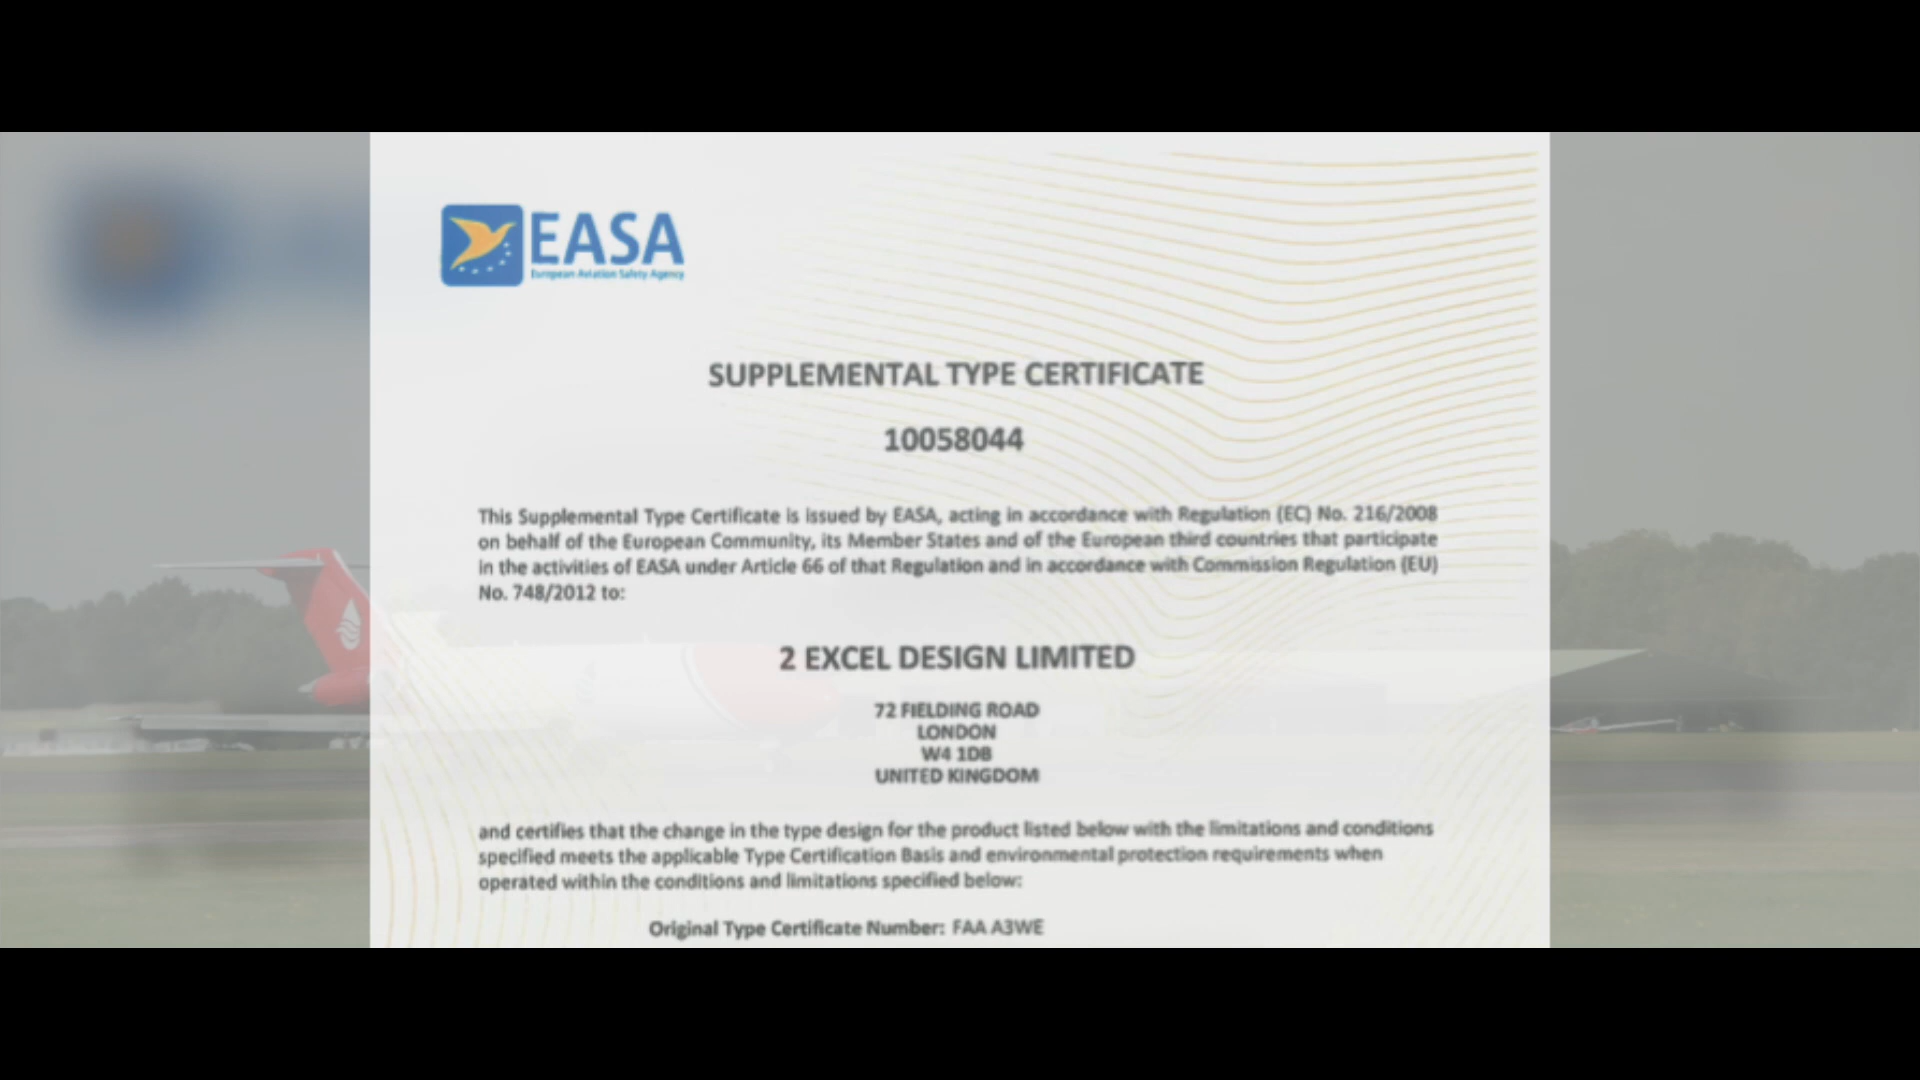 EASA
European Aviation Safety Agency
SUPPLEMENTAL TYPE CERTIFICATE
10058044
This Supplemental Type Certificate is issued by EASA, acting in accordance with Regulation (EC) No. 216/2008
on behalf of the European Community, its Member States and of the European third countries that participate
in the activities of EASA under Article 66 of that Regulation and in accordance with Commission Regulation (EU)
No. 748/2012 to:
2 EXCEL DESIGN LIMITED
72 FIELDING ROAD
LONDON
W4 1DB
UNITED KINGDOM
and certifies that the change in the type design for the product listed below with the limitations and conditions
specified meets the applicable Type Certification Basis and environmental protection requirements when
operated within the conditions and limitations specified below:
Original Type Certificate Number: FAA A3WE